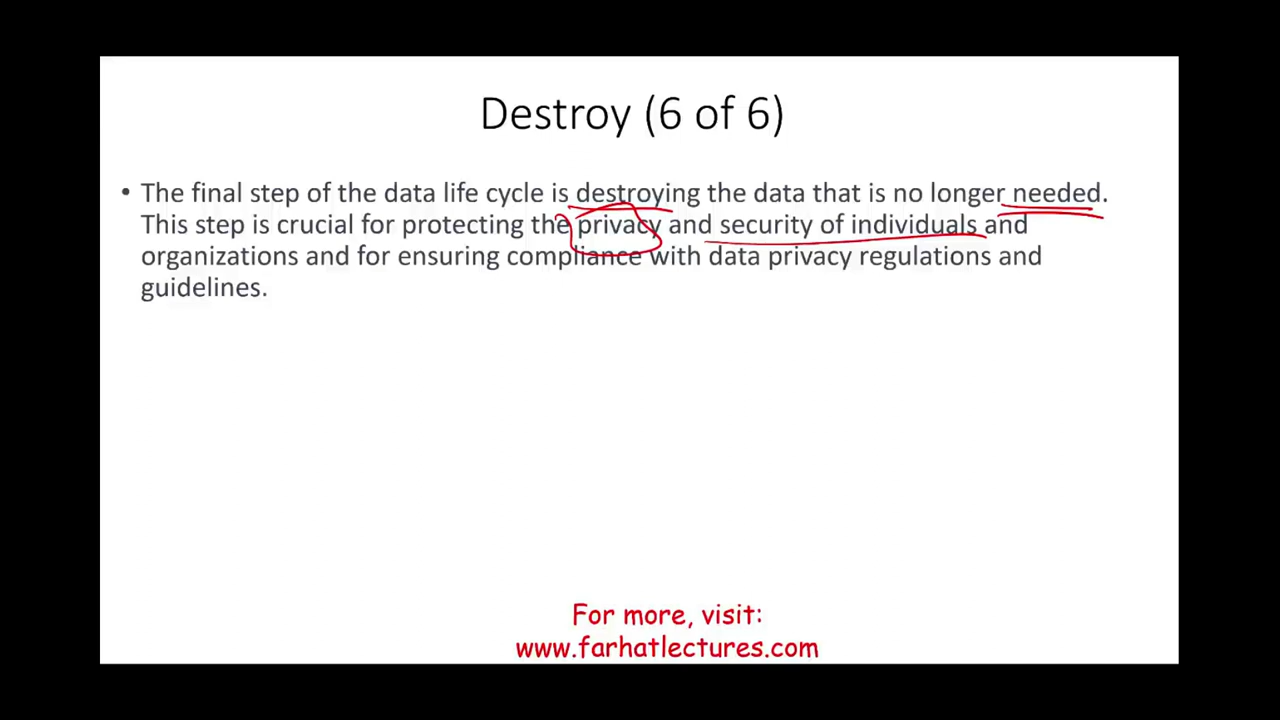 Destroy (6 of 6)
• The final step of the data life cycle is destroying the data that is no longer needed.
This step is crucial for protecting the privacy and security of individuals and
organizations and for ensuring compliance with data privacy regulations and
guidelines.
For more, visit:
www.farhatlectures.com